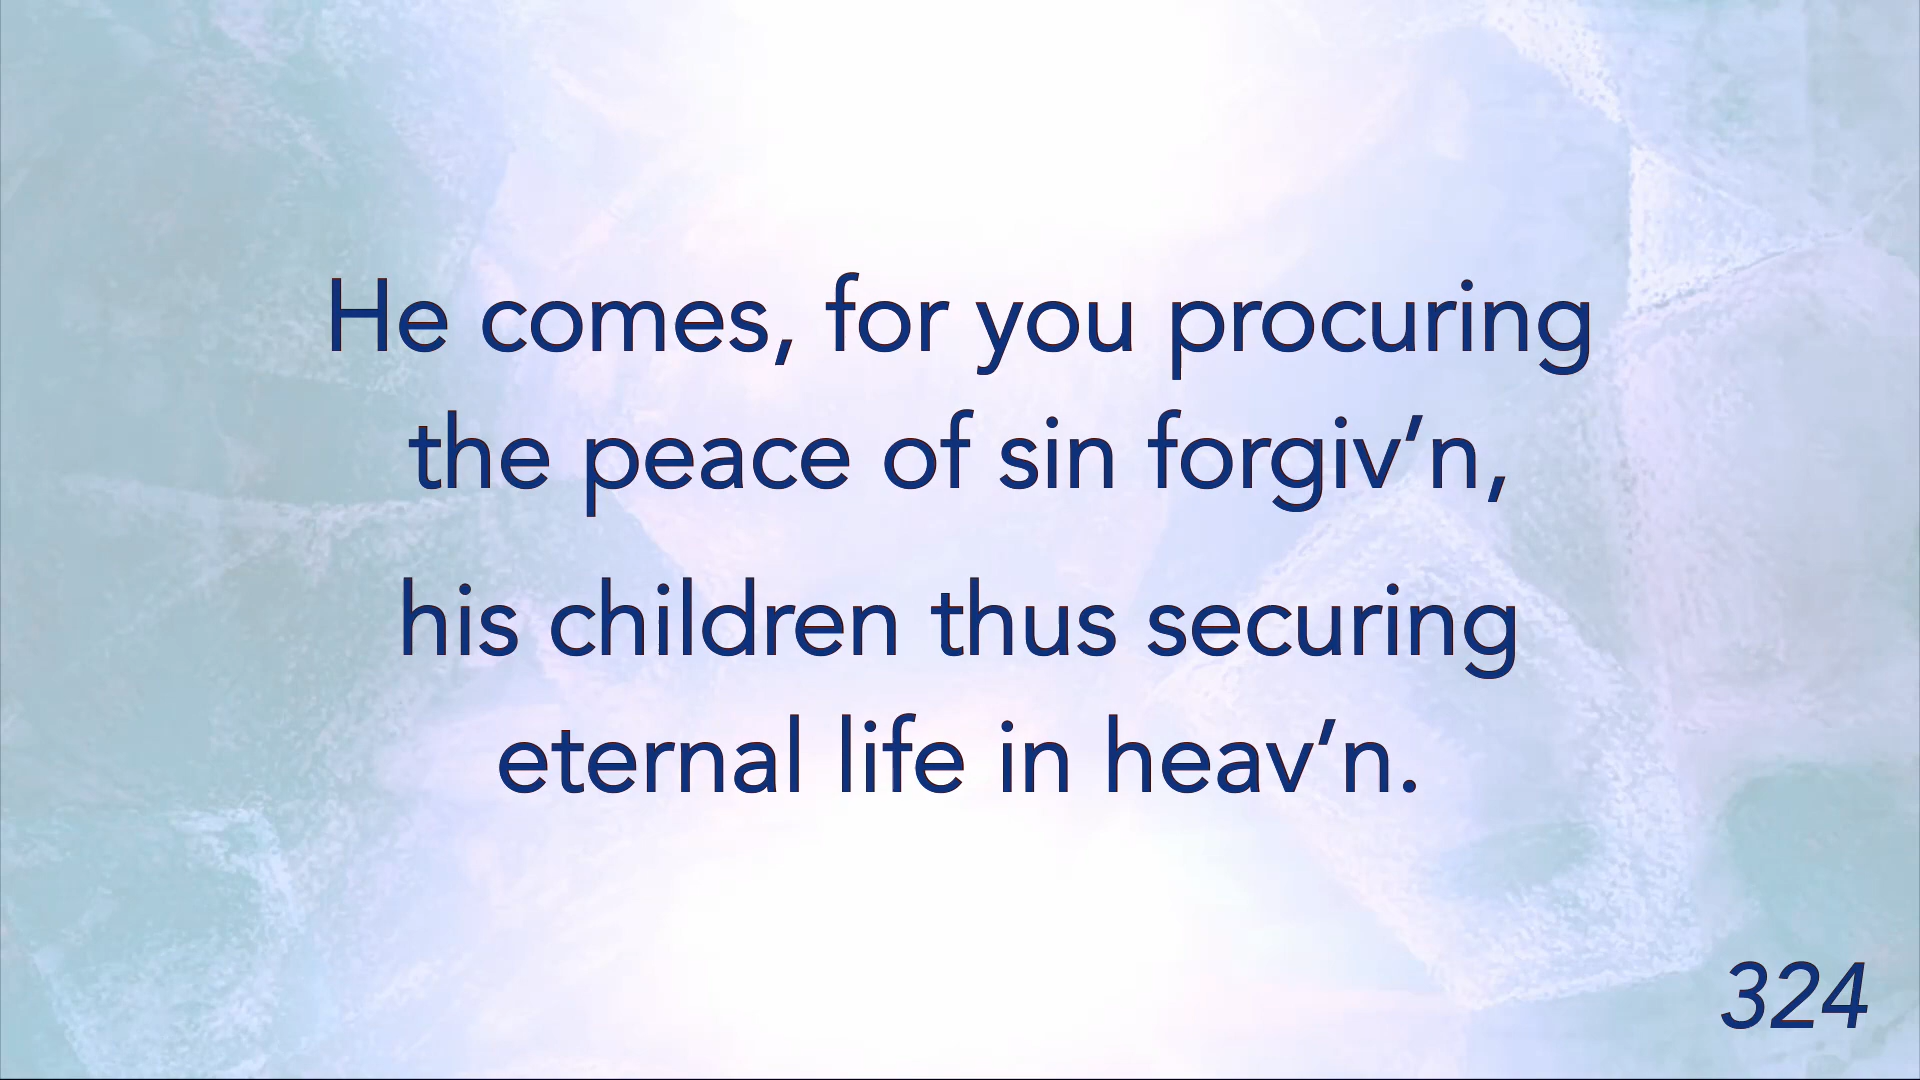 He comes, for you procuring
the peace of sin forgiv’n,
his children thus securing
eternal life in heav’n.
324